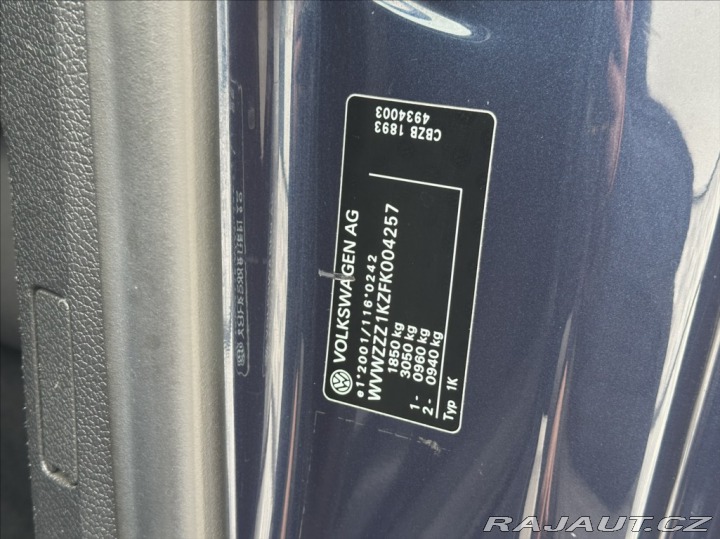 VOLKSWAGEN AG
e1*2001/116*0242
WVWZZZ1KZFK004257
1850 kg
3050 kg
1- 0960 kg
2- 0940 kg
Typ 1K
CBZB 1893
4934003
RAJAUT.CZ